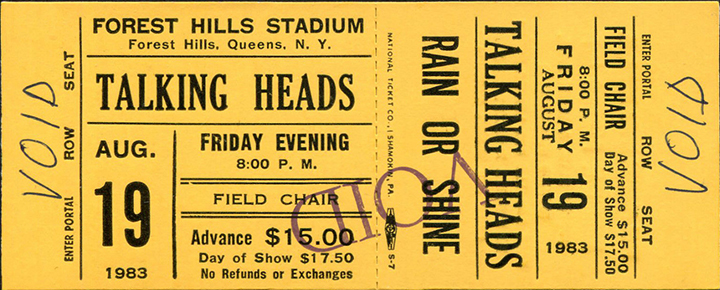 VOID
ENTER PORTAL ROW SEAT
FOREST HILLS STADIUM
Forest Hills, Queens, N. Y.
TALKING HEADS
AUG.
19
1983
FRIDAY EVENING
8:00 P. M.
FIELD CHAIR
Advance $15.00
Day of Show $17.50
No Refunds or Exchanges
NATIONAL TICKET CO., SHAMOKIN, PA. S-7
VOID
RAIN OR SHINE
TALKING HEADS
8:00 P. M.
FRIDAY
AUGUST 19 1983
FIELD CHAIR
Advance $15.00
Day of Show $17.50
ENTER PORTAL ROW SEAT
VOID